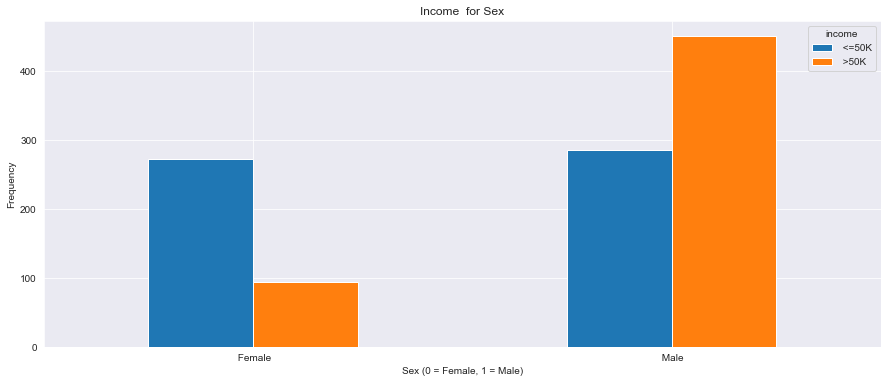 Income  for Sex
income
<=50K
>50K
Frequency
400
300
200
100
0
Female
Male
Sex (0 = Female, 1 = Male)